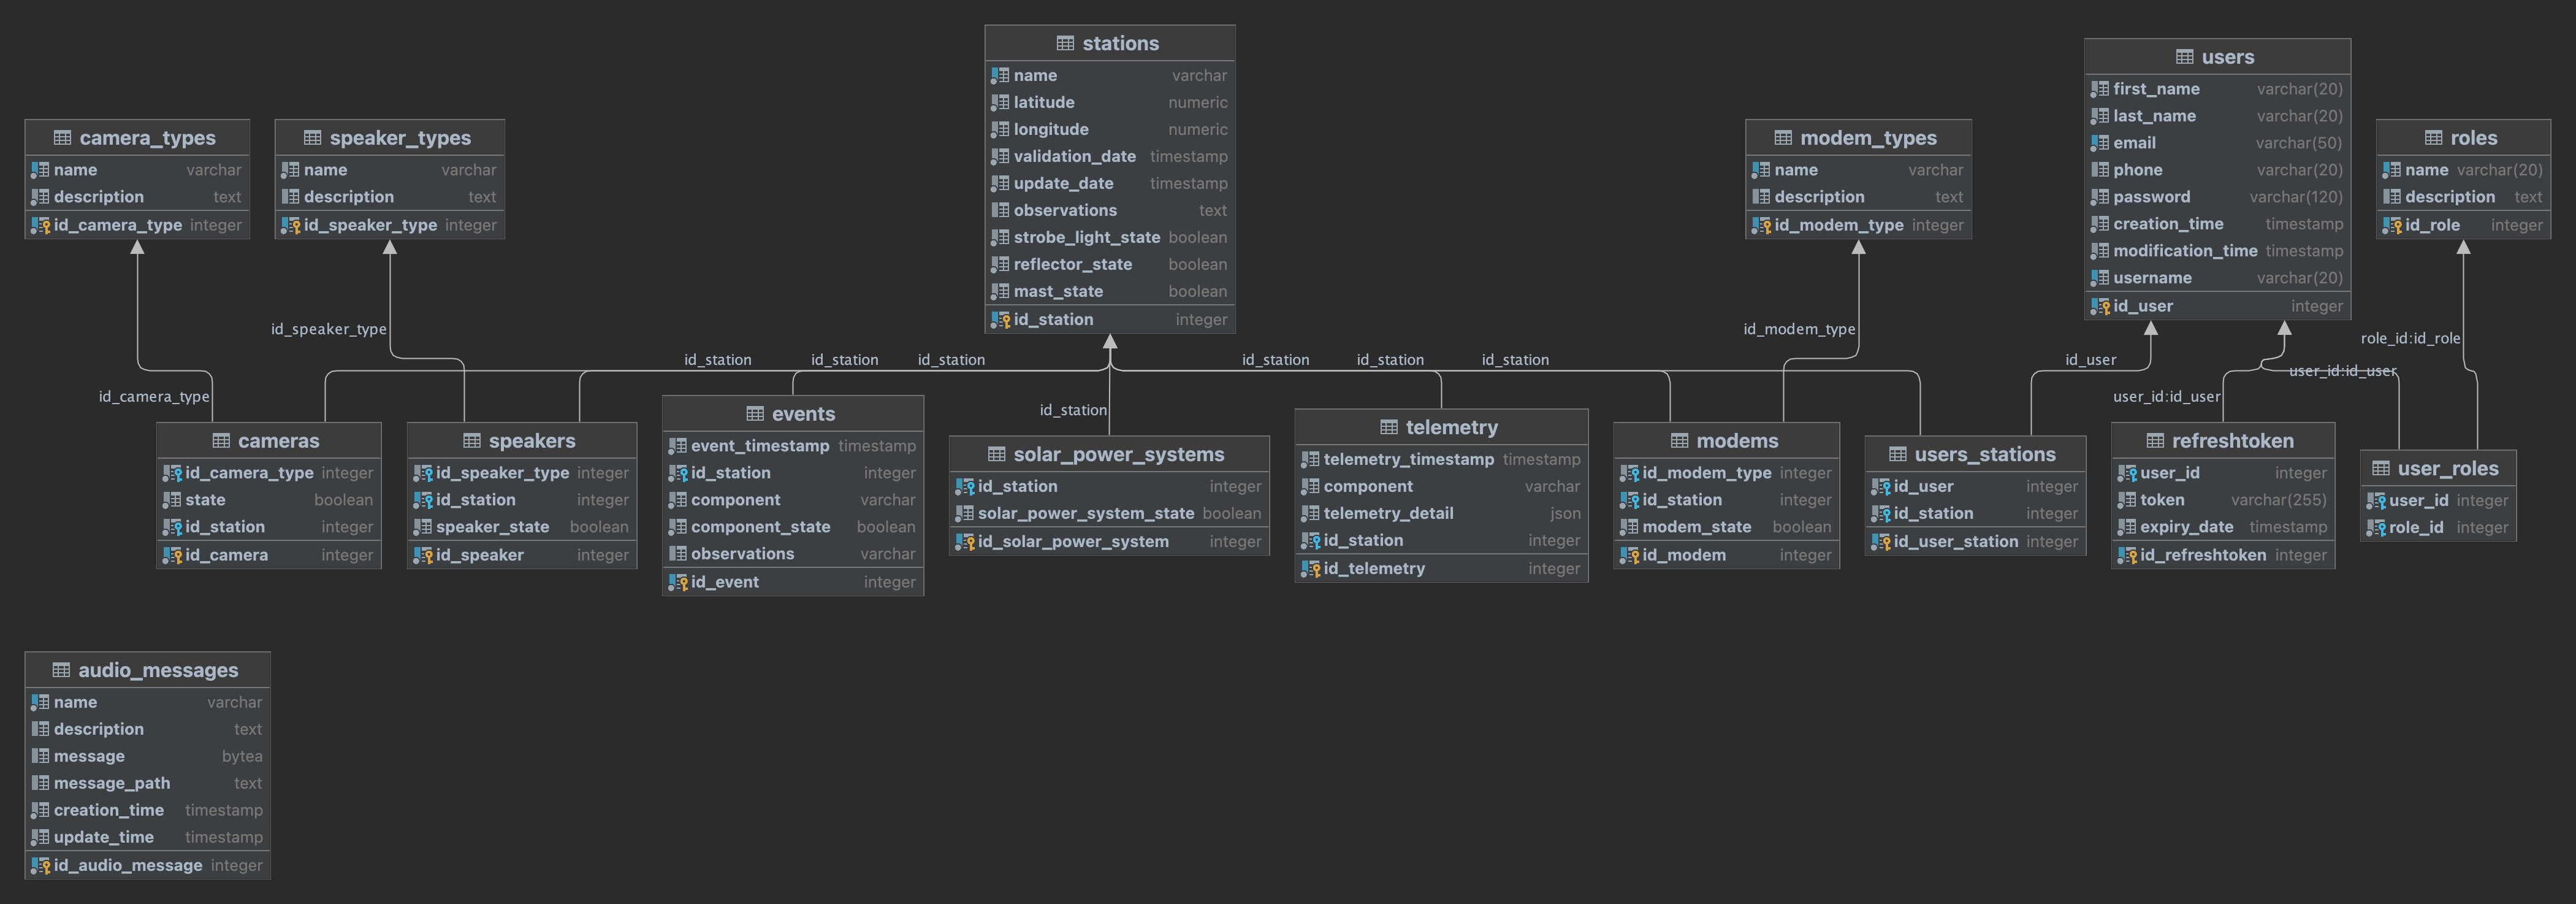 stations
name varchar
latitude numeric
longitude numeric
validation_date timestamp
update_date timestamp
observations text
strobe_light_state boolean
reflector_state boolean
mast_state boolean
id_station integer
users
first_name varchar(20)
last_name varchar(20)
email varchar(50)
phone varchar(20)
password varchar(120)
creation_time timestamp
modification_time timestamp
username varchar(20)
id_user integer
camera_types
name varchar
description text
id_camera_type integer
speaker_types
name varchar
description text
id_speaker_type integer
modem_types
name varchar
description text
id_modem_type integer
roles
name varchar(20)
description text
id_role integer
id_speaker_type
id_modem_type
role_id:id_role
id_station
id_station
id_station
id_station
id_station
id_station
id_user
user_id:id_user
id_camera_type
id_station
user_id:id_user
cameras
id_camera_type integer
state boolean
id_station integer
id_camera integer
speakers
id_speaker_type integer
id_station integer
speaker_state boolean
id_speaker integer
events
event_timestamp timestamp
id_station integer
component varchar
component_state boolean
observations varchar
id_event integer
solar_power_systems
id_station integer
solar_power_system_state boolean
id_solar_power_system integer
telemetry
telemetry_timestamp timestamp
component varchar
telemetry_detail json
id_station integer
id_telemetry integer
modems
id_modem_type integer
id_station integer
modem_state boolean
id_modem integer
users_stations
id_user integer
id_station integer
id_user_station integer
refreshtoken
user_id integer
token varchar(255)
expiry_date timestamp
id_refreshtoken integer
user_roles
user_id integer
role_id integer
audio_messages
name varchar
description text
message bytea
message_path text
creation_time timestamp
update_time timestamp
id_audio_message integer